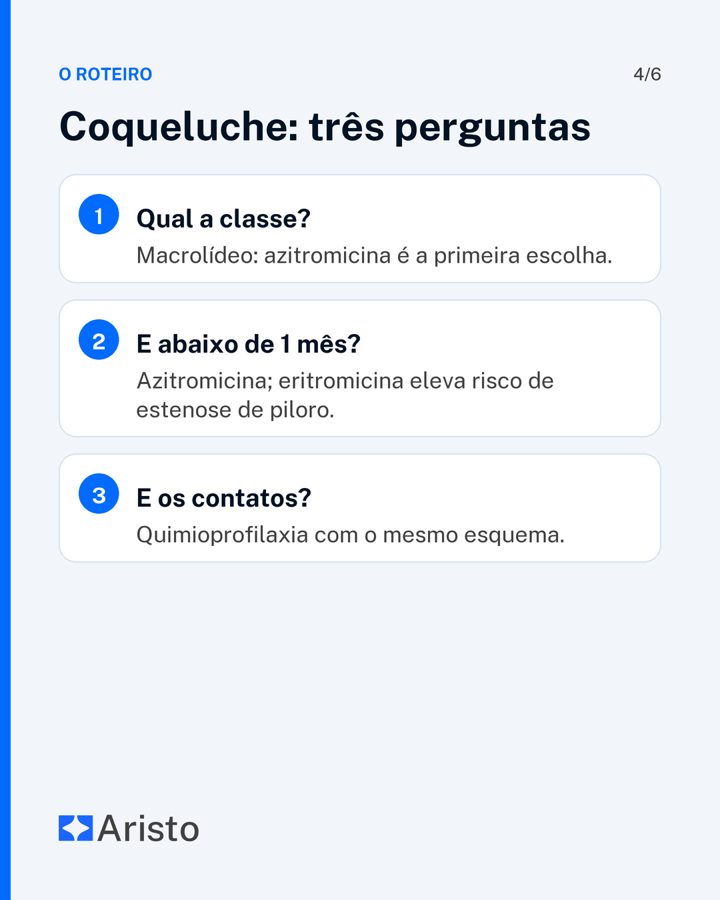 O ROTEIRO
4/6
Coqueluche: três perguntas
1
Qual a classe?
Macrolídeo: azitromicina é a primeira escolha.
2
E abaixo de 1 mês?
Azitromicina; eritromicina eleva risco de
estenose de piloro.
3
E os contatos?
Quimioprofilaxia com o mesmo esquema.
Aristo